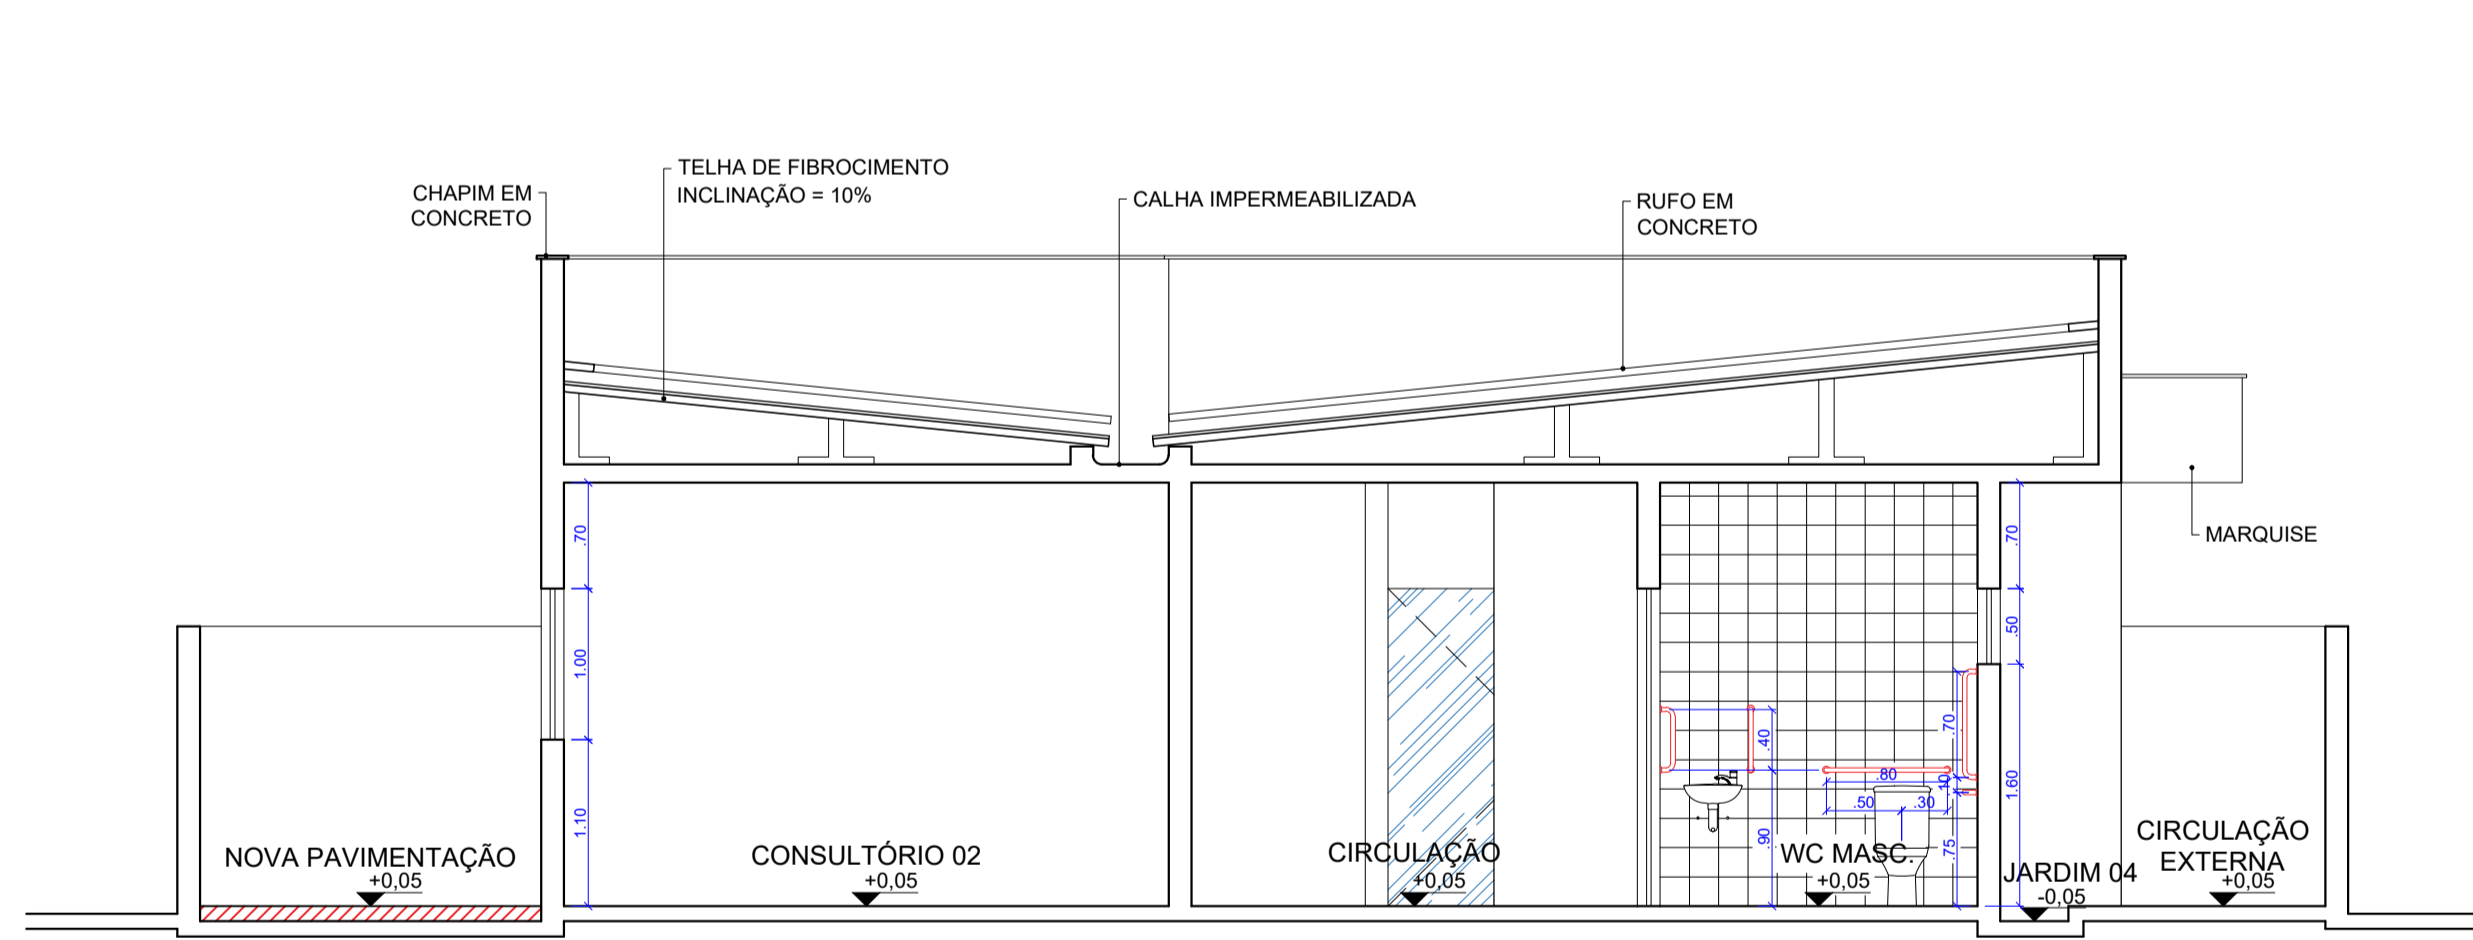 TELHA DE FIBROCIMENTO
INCLINAÇÃO = 10%
CHAPIM EM
CONCRETO
CALHA IMPERMEABILIZADA
RUFO EM
CONCRETO
MARQUISE
.70
1.00
1.10
.70
.50
1.60
.40
.90
.70
.10
.75
.80
.50
.30
NOVA PAVIMENTAÇÃO
+0,05
CONSULTÓRIO 02
+0,05
CIRCULAÇÃO
+0,05
WC MASC.
+0,05
JARDIM 04
-0.05
CIRCULAÇÃO
EXTERNA
+0,05